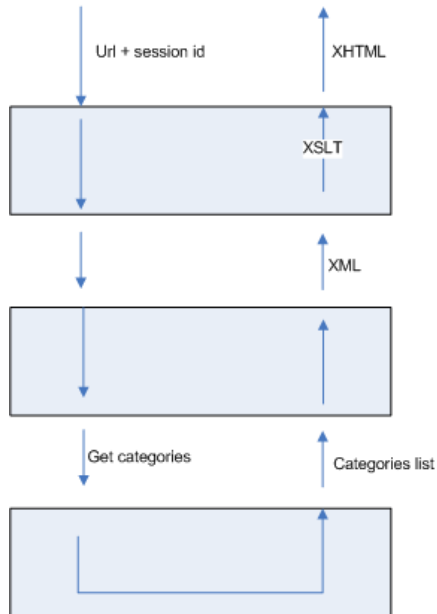 Url + session id
XHTML
XSLT
XML
Get categories
Categories list